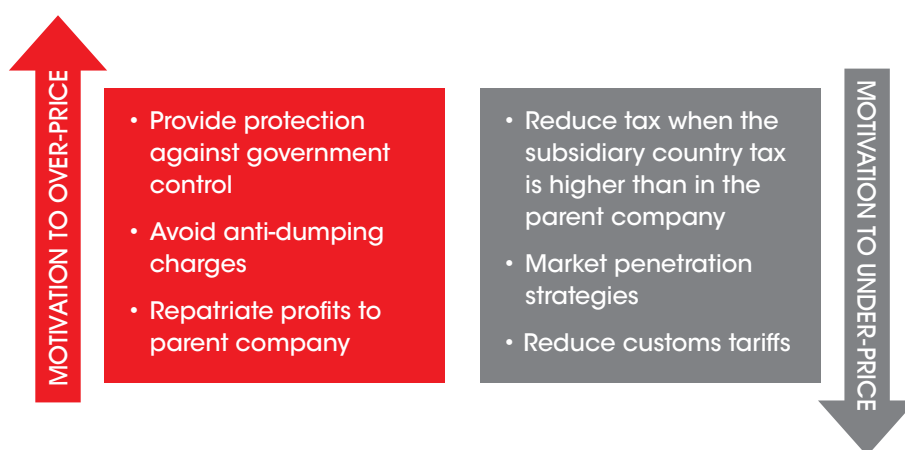 MOTIVATION TO OVER-PRICE
• Provide protection
against government
control
• Avoid anti-dumping
charges
• Repatriate profits to
parent company
• Reduce tax when the
subsidiary country tax
is higher than in the
parent company
• Market penetration
strategies
• Reduce customs tariffs
MOTIVATION TO UNDER-PRICE